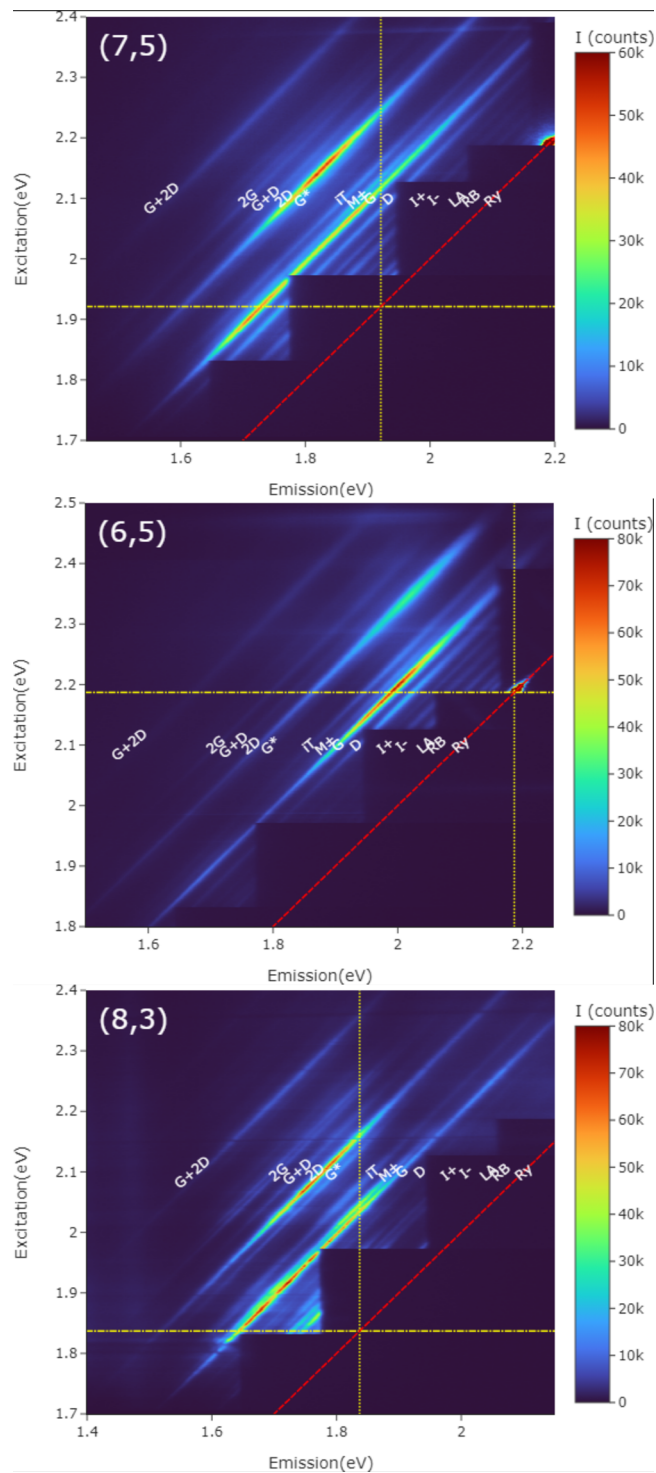 (7,5)
I (counts)
2.4
2.3
2.2
2.1
2
1.9
1.8
1.7
Excitation(eV)
G+2D
2G
G+D
2D
G*
iT
M±
G
D
I+
I-
LA
RB
Ry
1.6
1.8
2
2.2
Emission(eV)
60k
50k
40k
30k
20k
10k
0
(6,5)
I (counts)
2.5
2.4
2.3
2.2
2.1
2
1.9
1.8
Excitation(eV)
G+2D
2G
G+D
2D
G*
iT
M±
G
D
I+
I-
LA
RB
Ry
1.6
1.8
2
2.2
Emission(eV)
80k
70k
60k
50k
40k
30k
20k
10k
0
(8,3)
I (counts)
2.4
2.3
2.2
2.1
2
1.9
1.8
1.7
Excitation(eV)
G+2D
2G
G+D
2D
G*
iT
M±
G
D
I+
I-
LA
RB
Ry
1.4
1.6
1.8
2
Emission(eV)
80k
70k
60k
50k
40k
30k
20k
10k
0